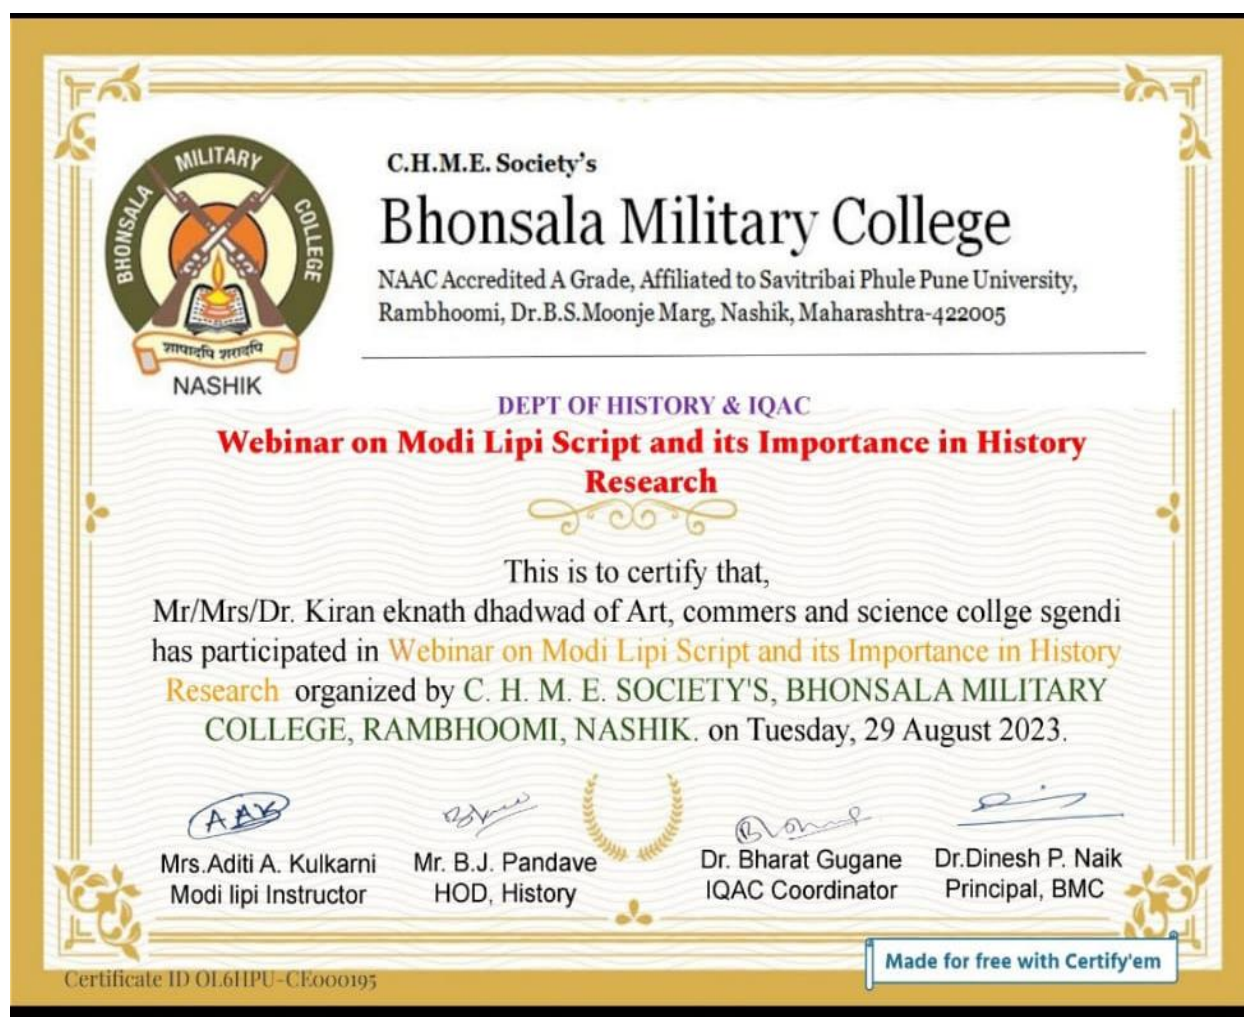 BHONSALA MILITARY COLLEGE
NASHIK
C.H.M.E. Society's
Bhonsala Military College
NAAC Accredited A Grade, Affiliated to Savitribai Phule Pune University,
Rambhoomi, Dr.B.S.Moonje Marg, Nashik, Maharashtra-422005
DEPT OF HISTORY & IQAC
Webinar on Modi Lipi Script and its Importance in History
Research
This is to certify that,
Mr/Mrs/Dr. Kiran eknath dhadwad of Art, commers and science collge sgendi
has participated in Webinar on Modi Lipi Script and its Importance in History
Research organized by C. H. M. E. SOCIETY'S, BHONSALA MILITARY
COLLEGE, RAMBHOOMI, NASHIK. on Tuesday, 29 August 2023.
AAK
Mrs.Aditi A. Kulkarni
Modi lipi Instructor
Mr. B.J. Pandave
HOD, History
Dr. Bharat Gugane
IQAC Coordinator
Dr.Dinesh P. Naik
Principal, BMC
Certificate ID OL6HPU-CE000195
Made for free with Certify'em